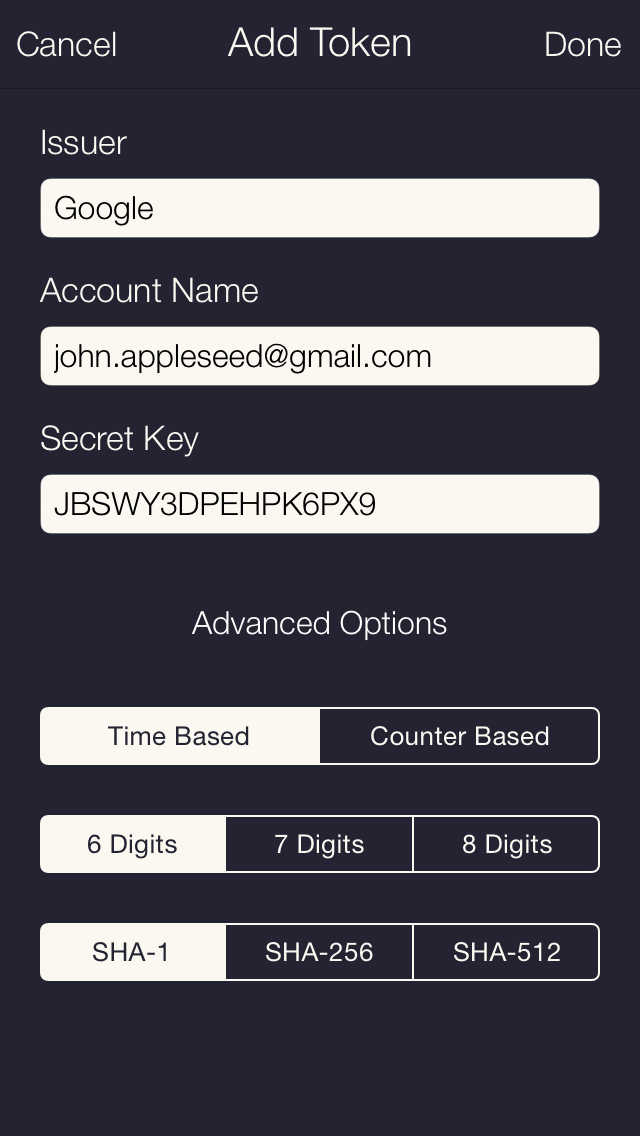 Cancel Add Token Done
Issuer
Google
Account Name
john.appleseed@gmail.com
Secret Key
JBSWY3DPEHPK6PX9
Advanced Options
Time Based Counter Based
6 Digits 7 Digits 8 Digits
SHA-1 SHA-256 SHA-512